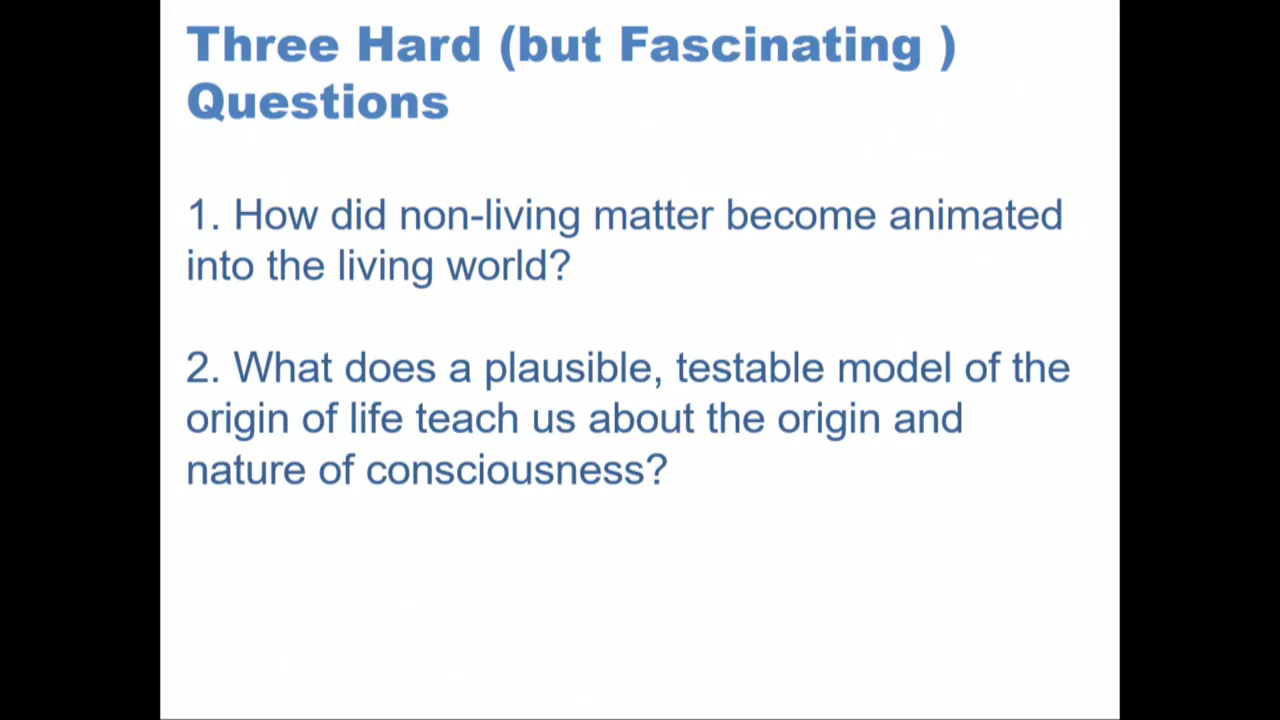 Three Hard (but Fascinating )
Questions
1. How did non-living matter become animated
into the living world?
2. What does a plausible, testable model of the
origin of life teach us about the origin and
nature of consciousness?